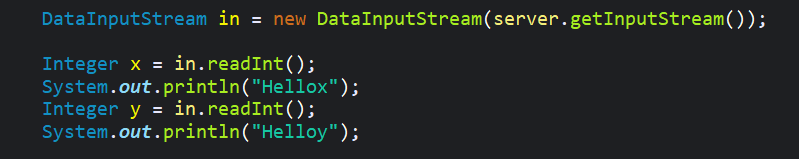 DataInputStream in = new DataInputStream(server.getInputStream());
Integer x = in.readInt();
System.out.println("Hellox");
Integer y = in.readInt();
System.out.println("Helloy");